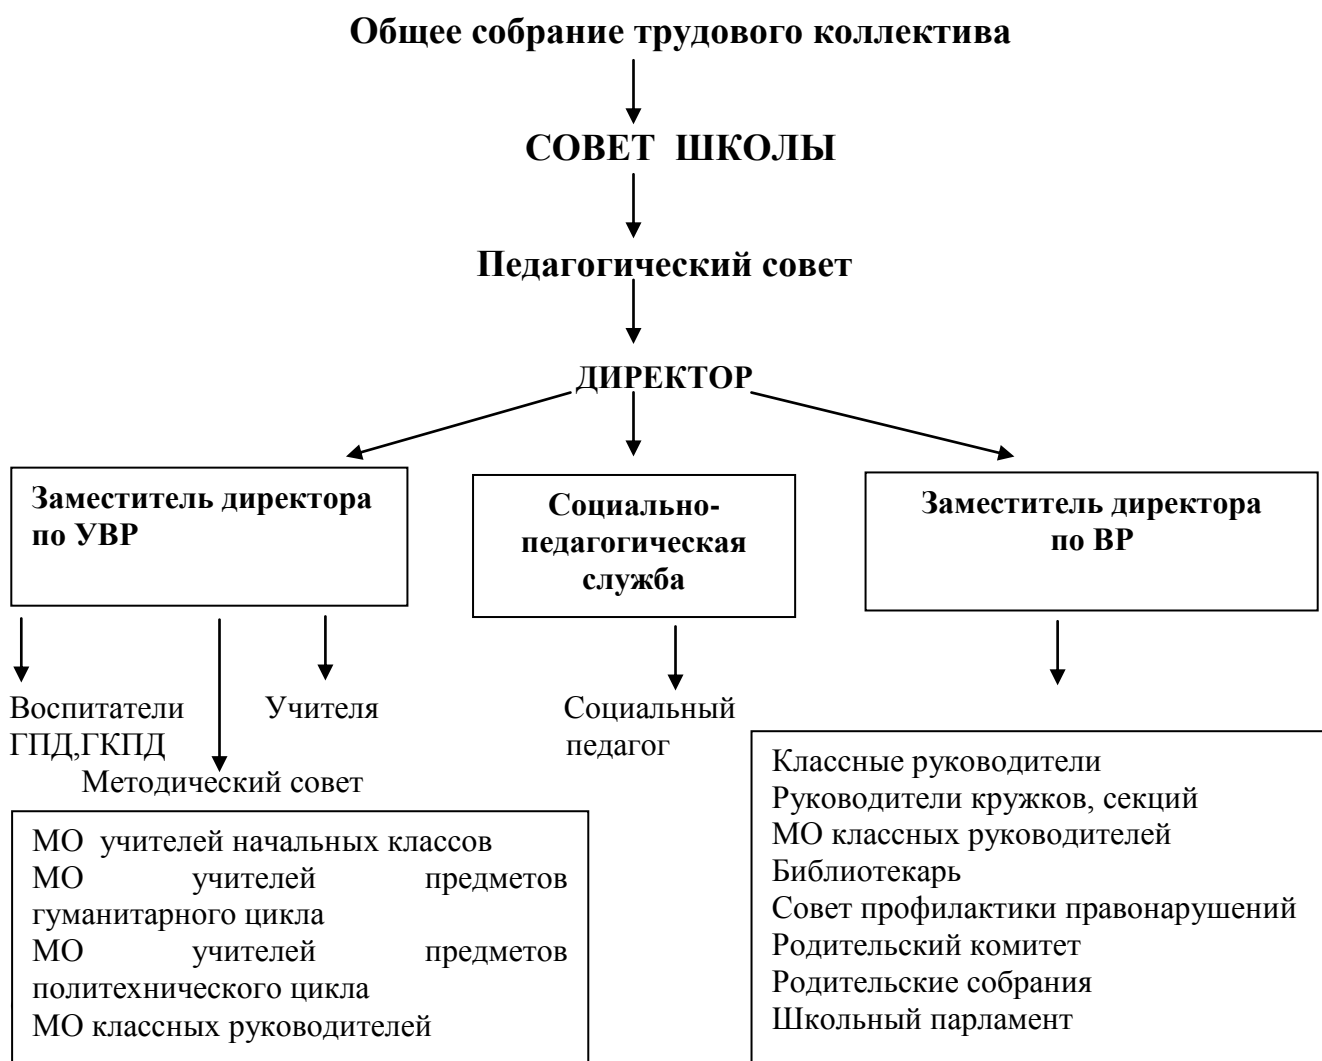 Общее собрание трудового коллектива
СОВЕТ ШКОЛЫ
Педагогический совет
ДИРЕКТОР
Заместитель директора
по УВР
Социально-
педагогическая
служба
Заместитель директора
по ВР
Воспитатели
ГПД,ГКПД
Учителя
Методический совет
Социальный
педагог
МО учителей начальных классов
МО учителей предметов
гуманитарного цикла
МО учителей предметов
политехнического цикла
МО классных руководителей
Классные руководители
Руководители кружков, секций
МО классных руководителей
Библиотекарь
Совет профилактики правонарушений
Родительский комитет
Родительские собрания
Школьный парламент